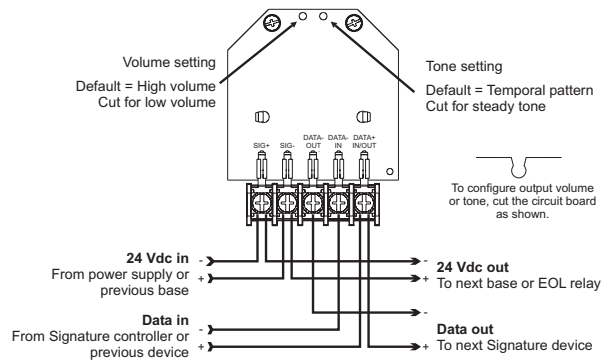 Volume setting
Default = High volume
Cut for low volume
Tone setting
Default = Temporal pattern
Cut for steady tone
SIG+
SIG-
DATA-
OUT
DATA-
IN
DATA+
IN/OUT
To configure output volume
or tone, cut the circuit board
as shown.
24 Vdc in
From power supply or
previous base
-
+
-
+
24 Vdc out
To next base or EOL relay
Data in
From Signature controller or
previous device
-
+
-
+
Data out
To next Signature device